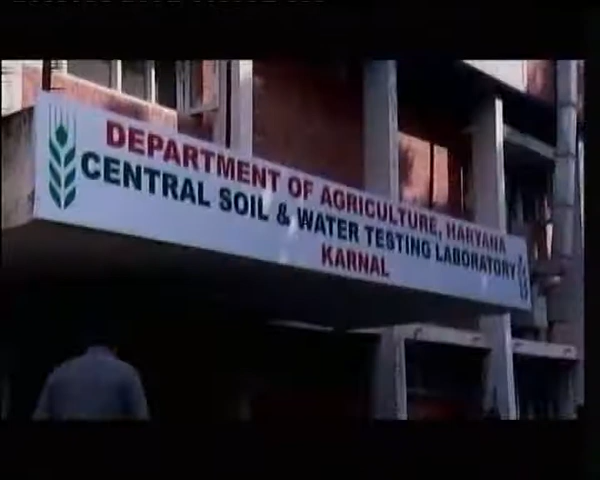 DEPARTMENT OF AGRICULTURE, HARYANA
CENTRAL SOIL & WATER TESTING LABORATORY
KARNAL